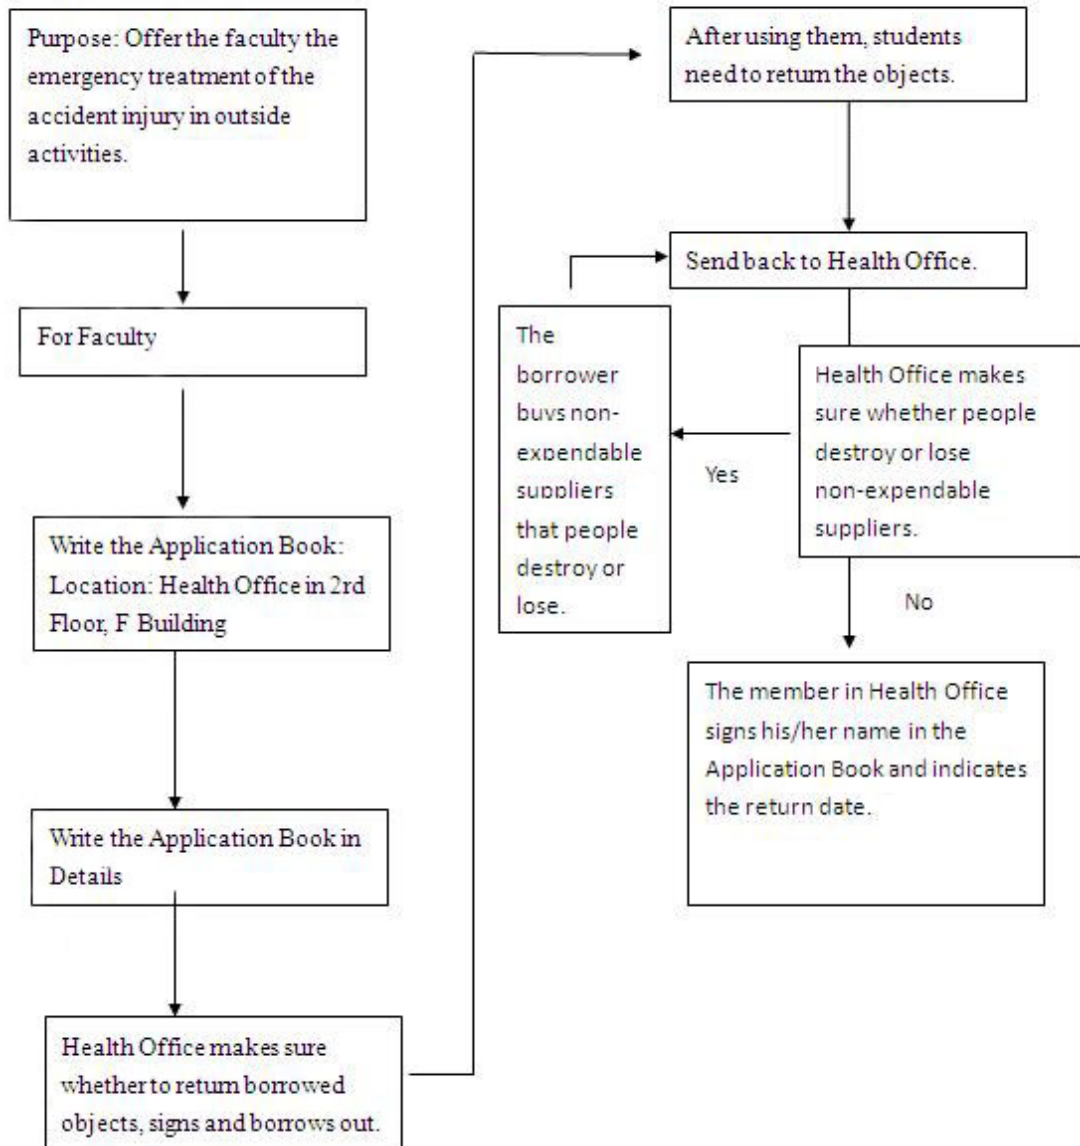 Purpose: Offer the faculty the
emergency treatment of the
accident injury in outside
activities.
For Faculty
Write the Application Book:
Location: Health Office in 2rd
Floor, F Building
Write the Application Book in
Details
Health Office makes sure
whether to return borrowed
objects, signs and borrows out.
After using them, students
need to return the objects.
Send back to Health Office.
Health Office makes
sure whether people
destroy or lose
non-expendable
suppliers.
Yes
The
borrower
buys non-
expendable
suppliers
that people
destroy or
lose.
No
The member in Health Office
signs his/her name in the
Application Book and indicates
the return date.